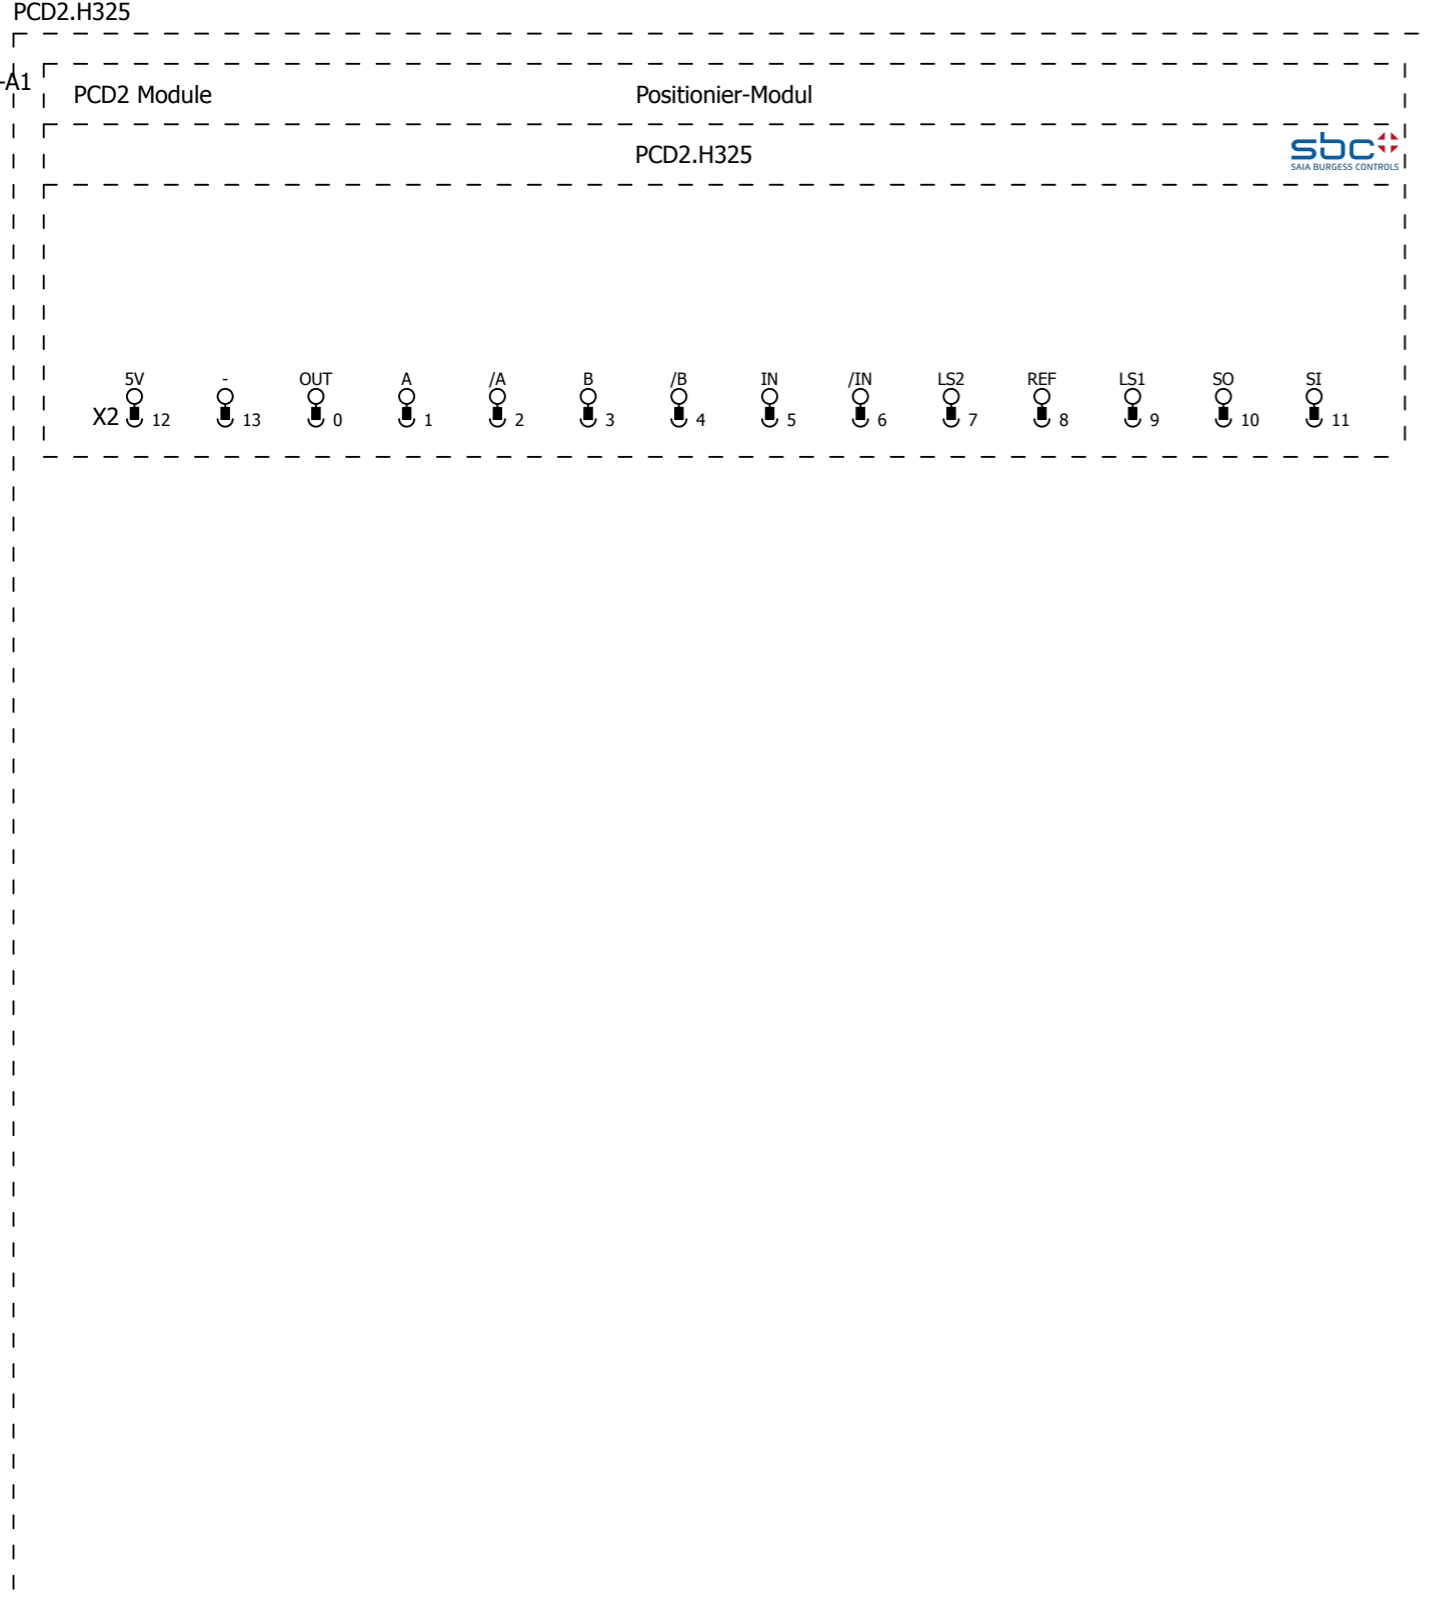 PCD2.H325
-A1
PCD2 Module Positionier-Modul
PCD2.H325
sbc
SAIA BURGESS CONTROLS
5V - OUT A /A B /B IN /IN LS2 REF LS1 SO SI
X2 12 13 0 1 2 3 4 5 6 7 8 9 10 11